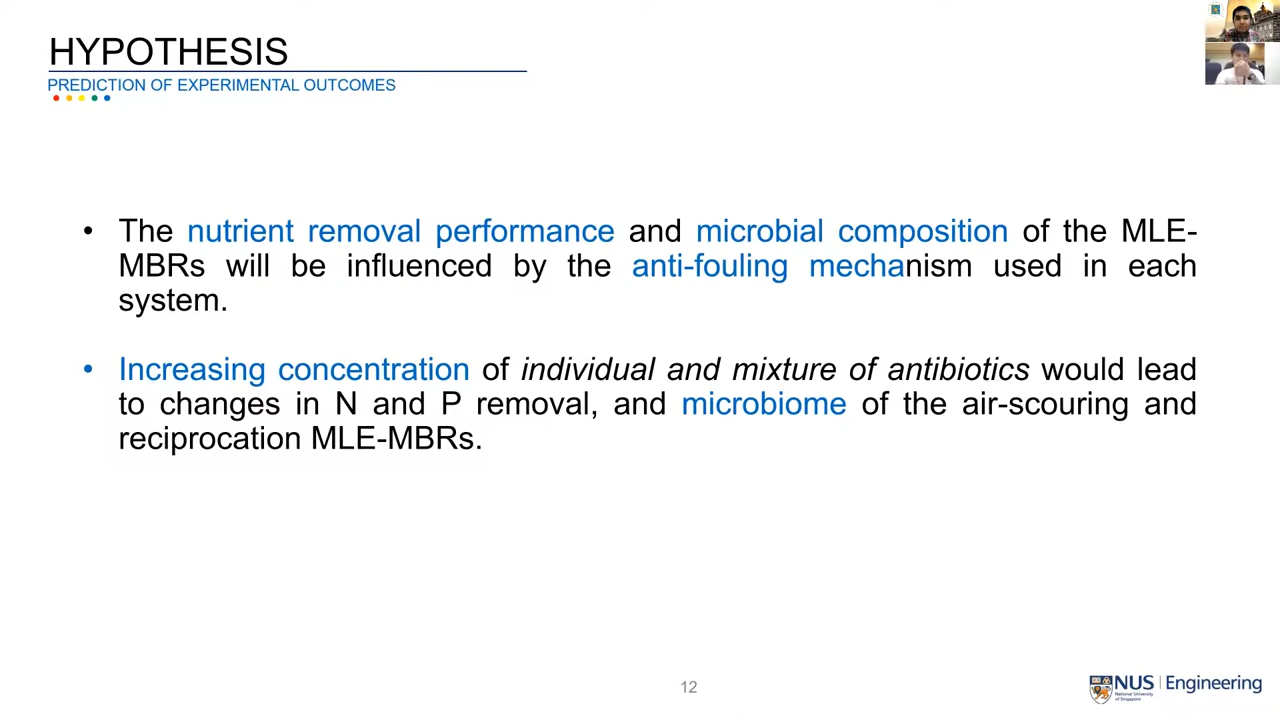 HYPOTHESIS
PREDICTION OF EXPERIMENTAL OUTCOMES
• The nutrient removal performance and microbial composition of the MLE-
MBRs will be influenced by the anti-fouling mechanism used in each
system.
• Increasing concentration of individual and mixture of antibiotics would lead
to changes in N and P removal, and microbiome of the air-scouring and
reciprocation MLE-MBRs.
12
NUS | Engineering
National University
of Singapore